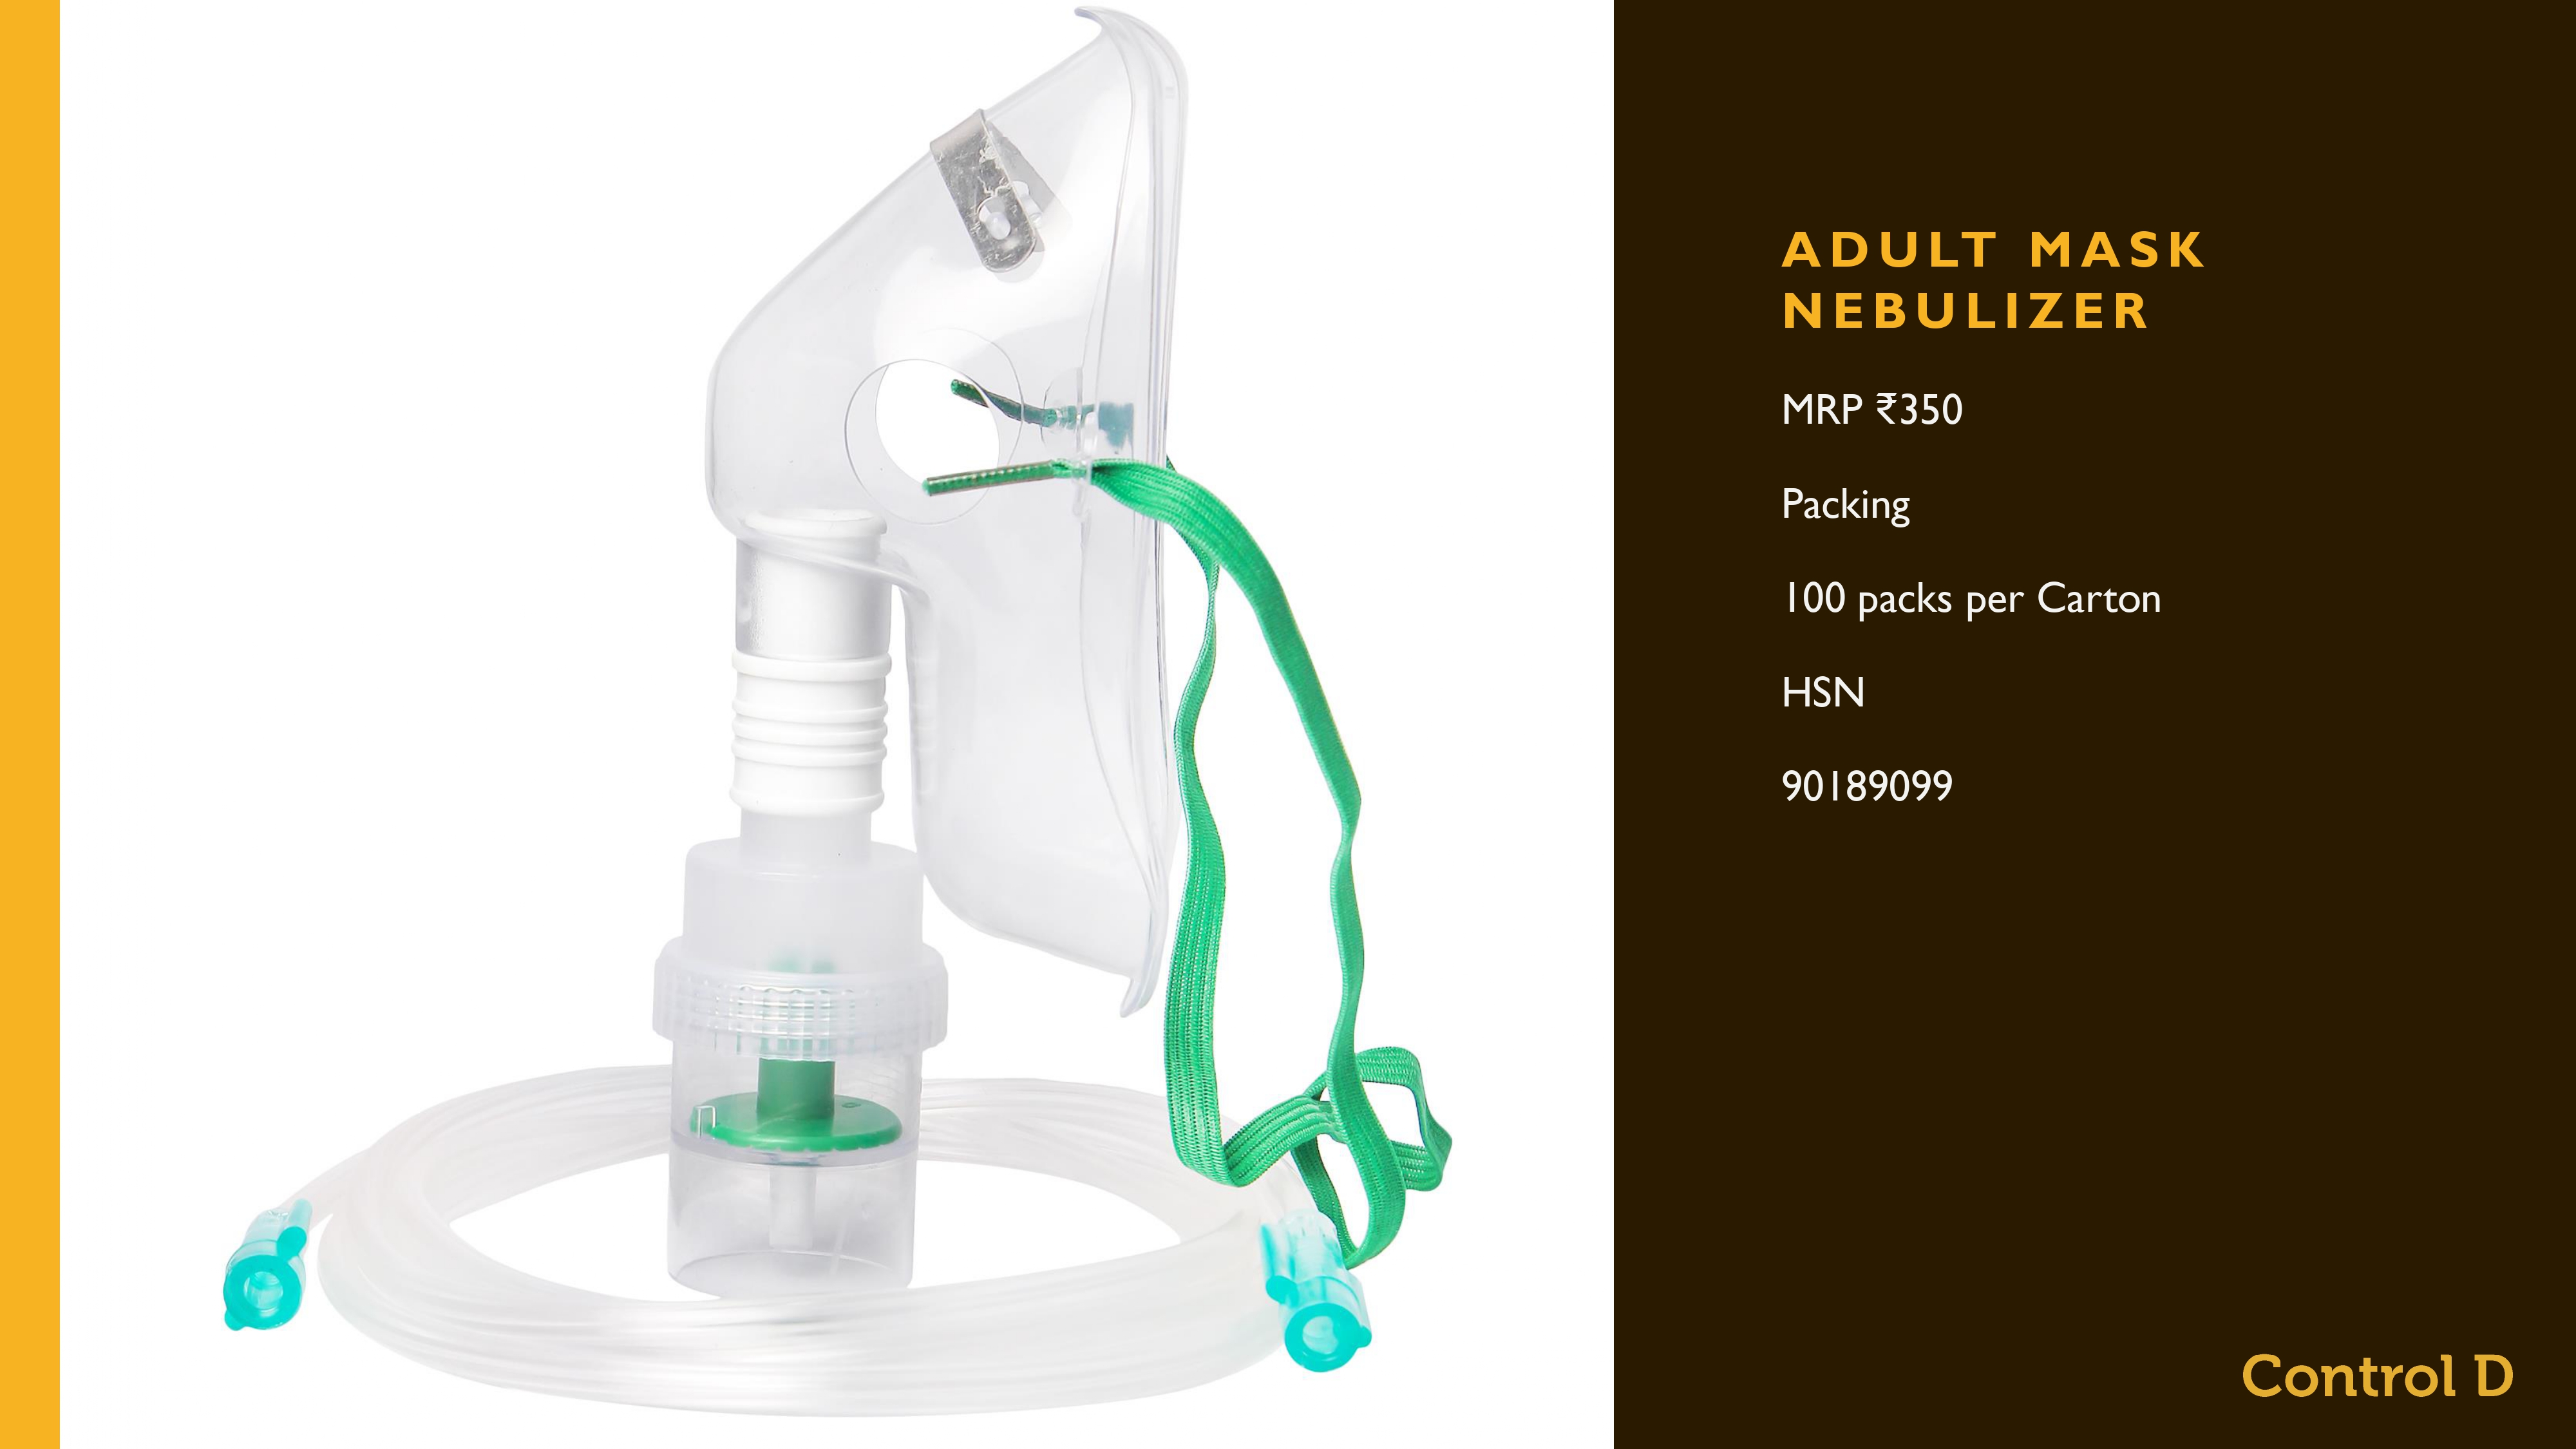 ADULT MASK
NEBULIZER
MRP ₹350
Packing
100 packs per Carton
HSN
90189099
Control D